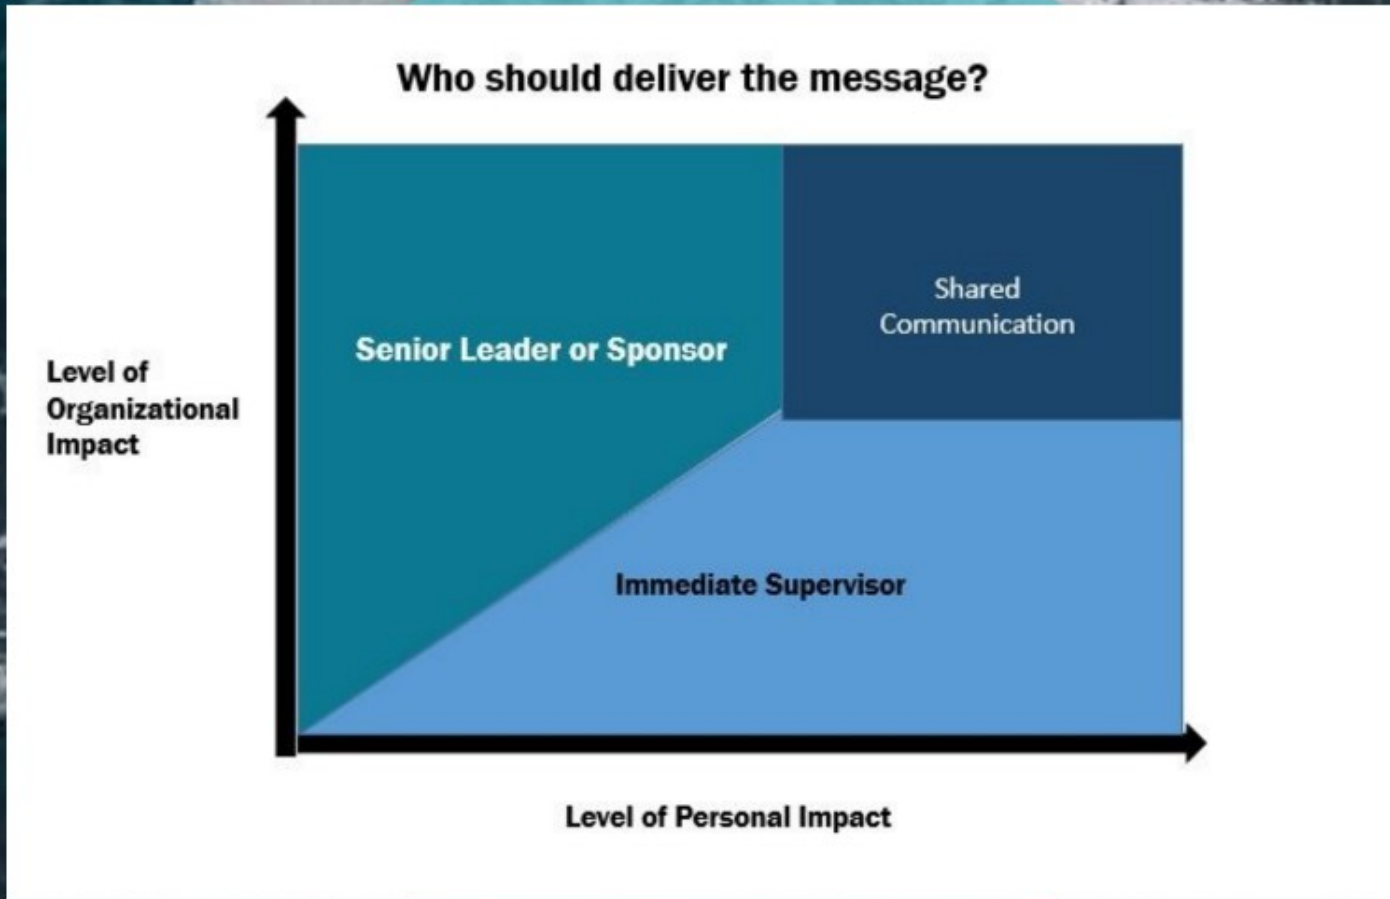 Who should deliver the message?
Shared
Communication
Senior Leader or Sponsor
Level of
Organizational
Impact
Immediate Supervisor
Level of Personal Impact